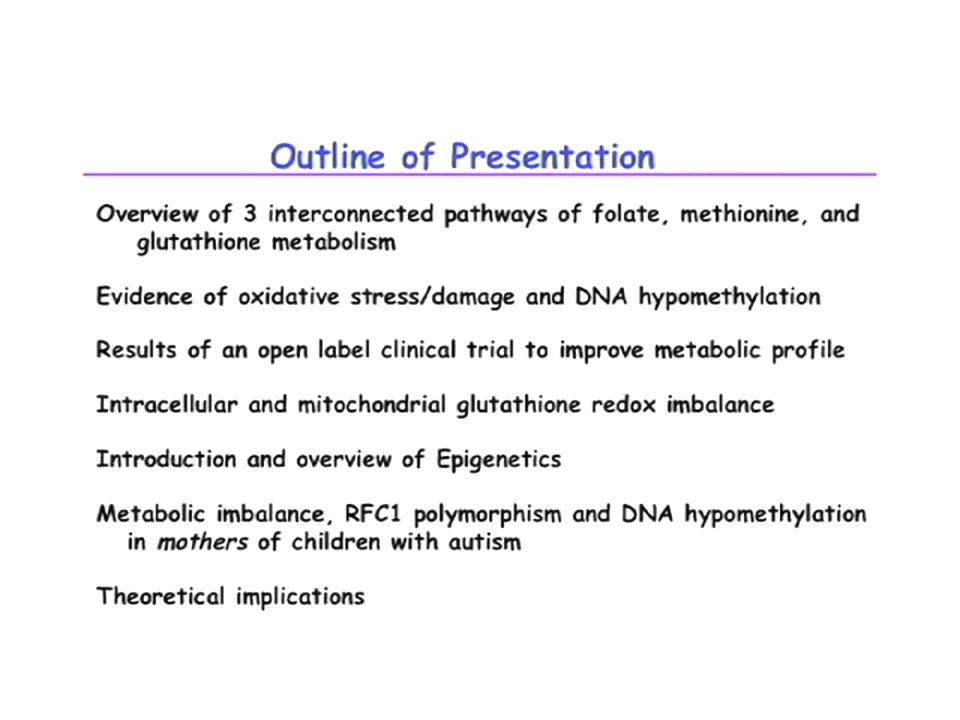 Outline of Presentation
Overview of 3 interconnected pathways of folate, methionine, and
glutathione metabolism
Evidence of oxidative stress/damage and DNA hypomethylation
Results of an open label clinical trial to improve metabolic profile
Intracellular and mitochondrial glutathione redox imbalance
Introduction and overview of Epigenetics
Metabolic imbalance, RFC1 polymorphism and DNA hypomethylation
in mothers of children with autism
Theoretical implications